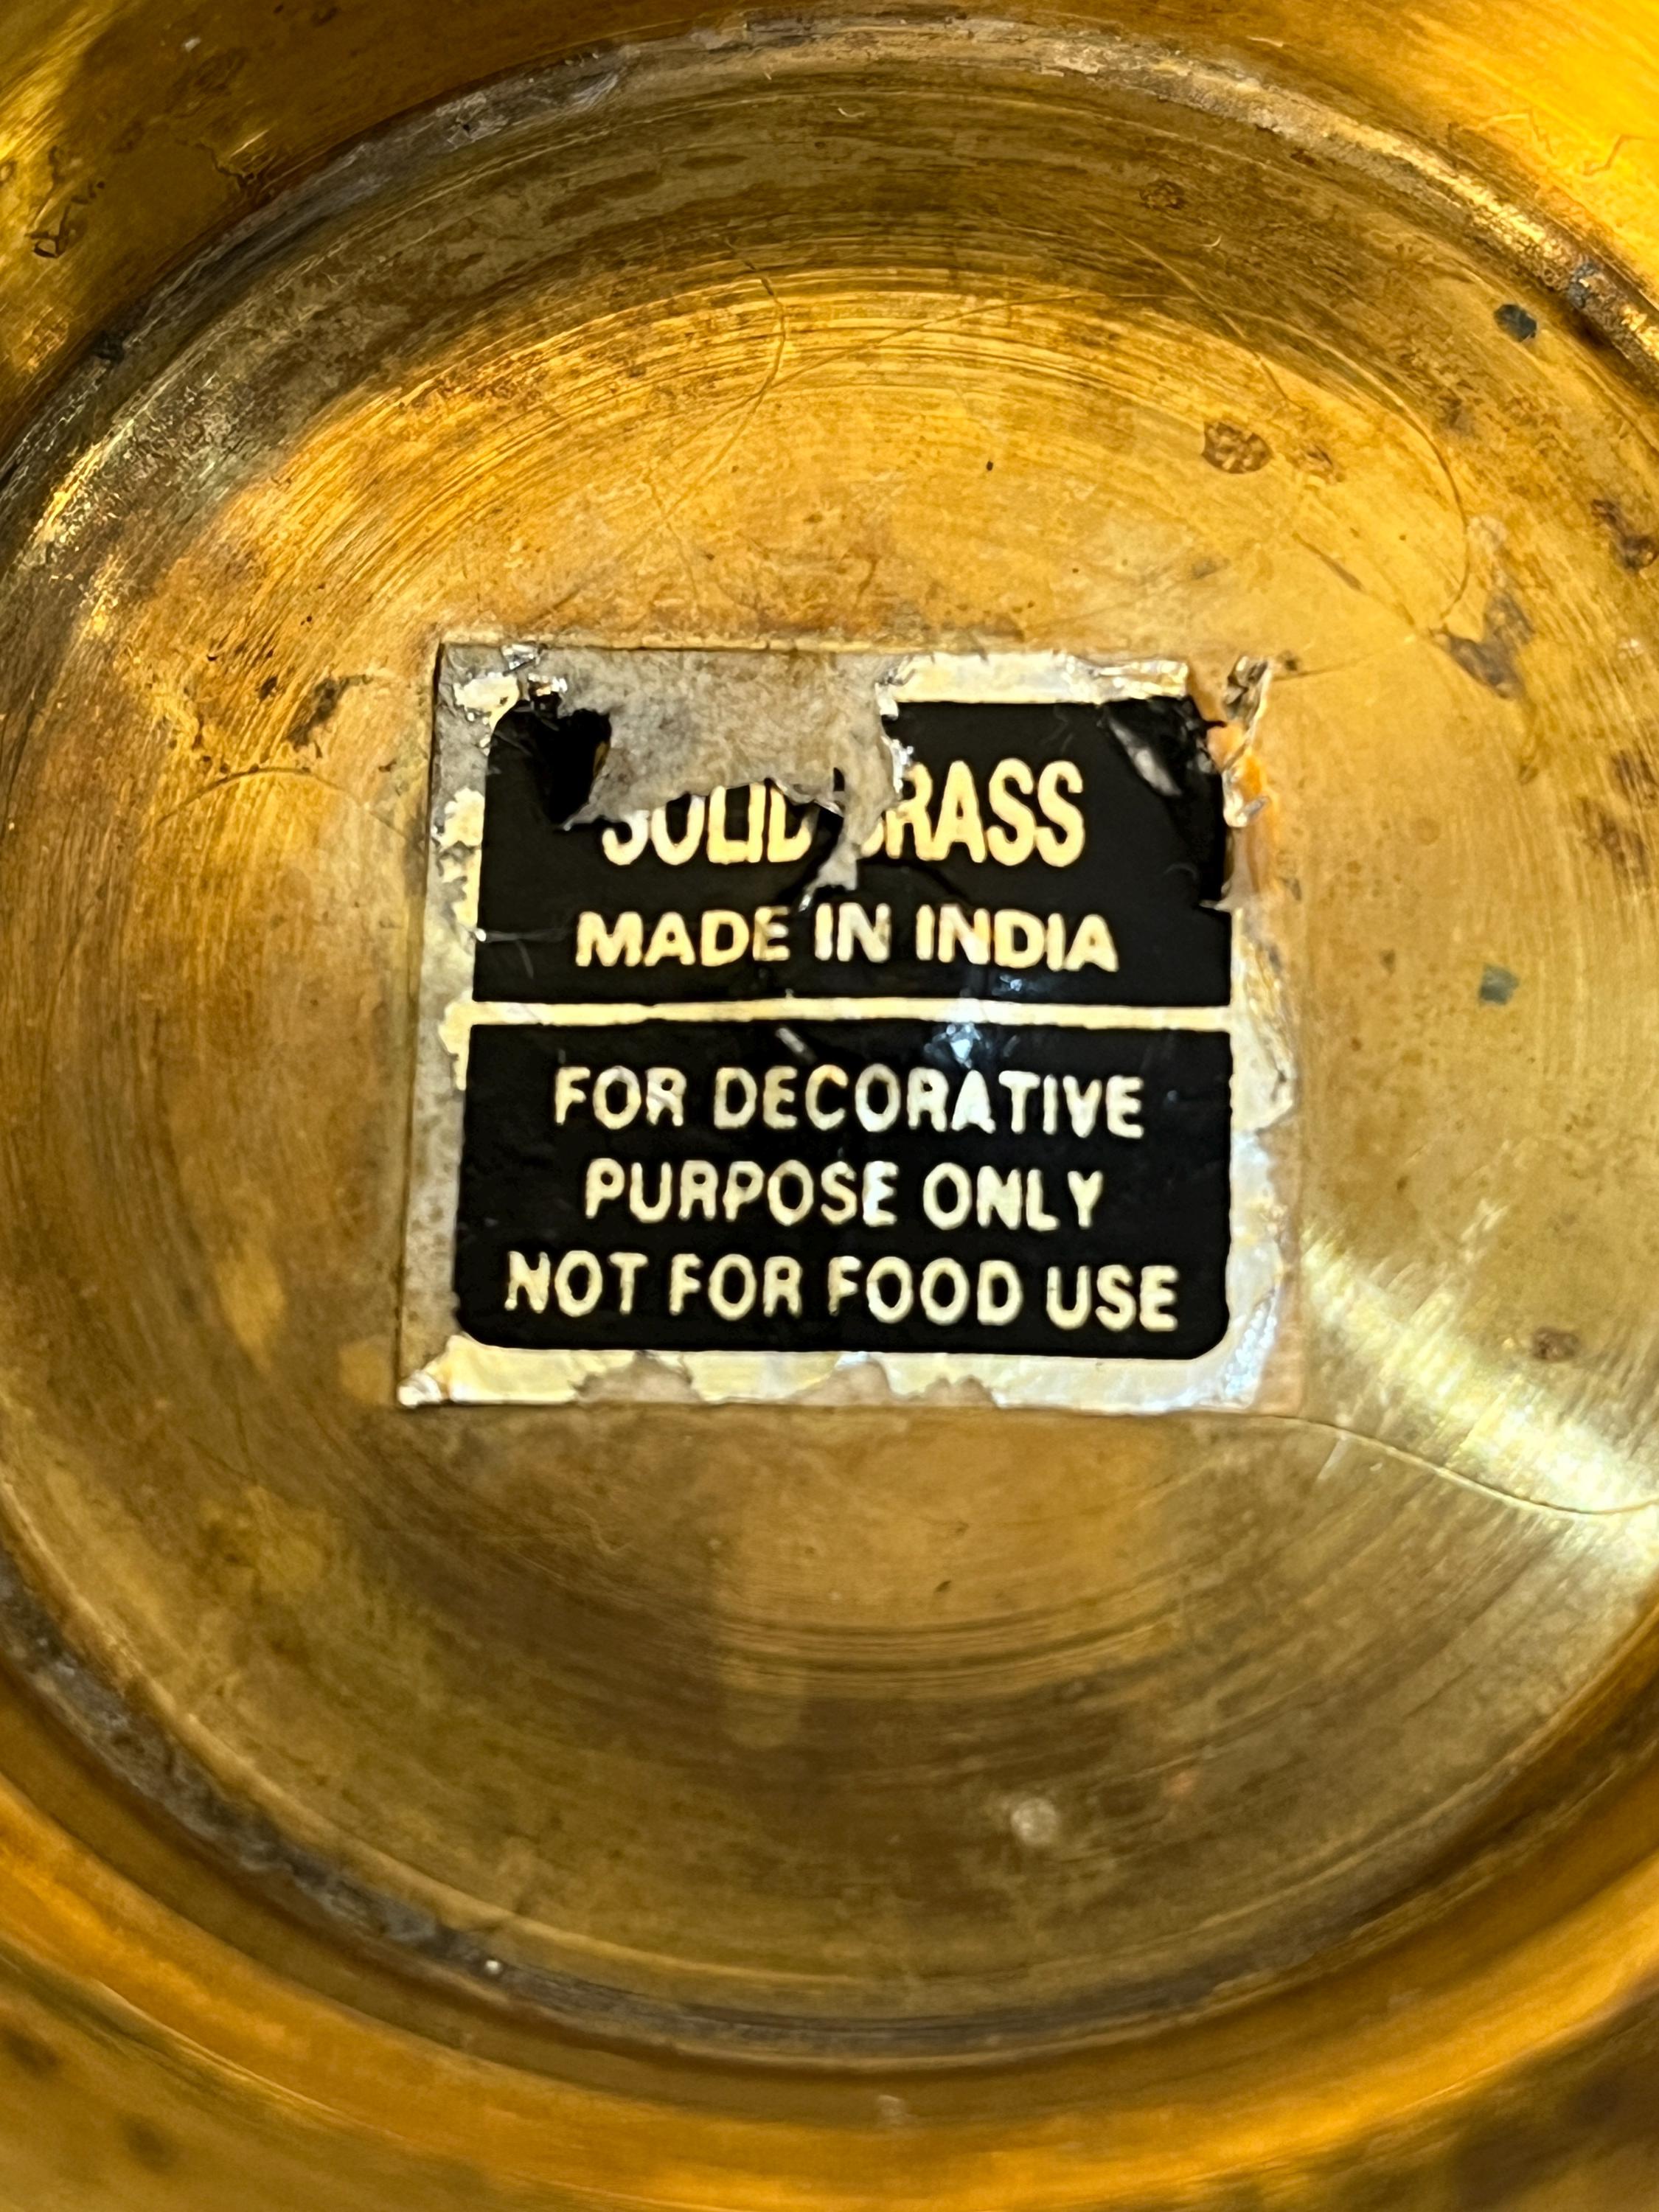 SOLID BRASS
MADE IN INDIA
FOR DECORATIVE
PURPOSE ONLY
NOT FOR FOOD USE